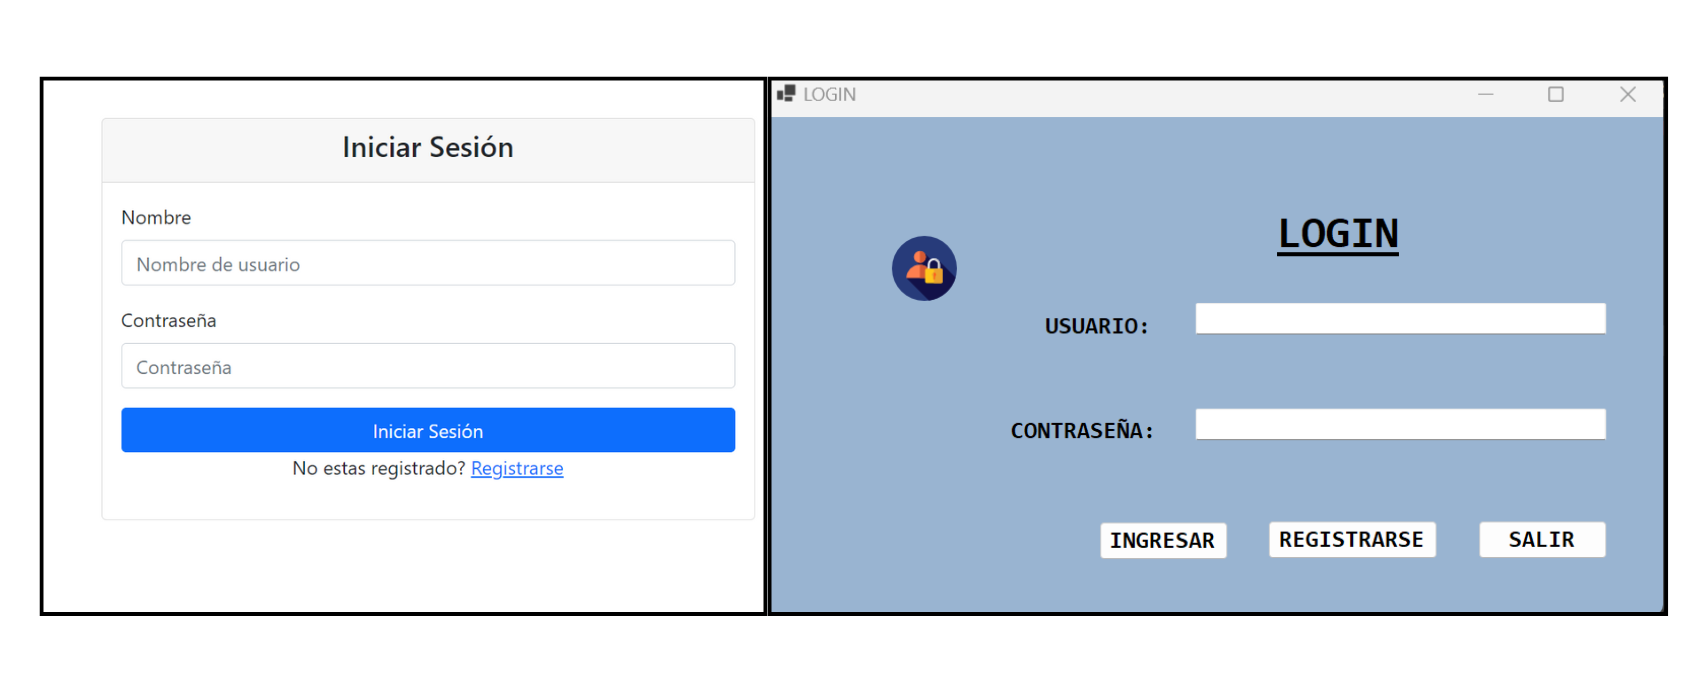 Iniciar Sesión
Nombre
Nombre de usuario
Contraseña
Contraseña
Iniciar Sesión
No estas registrado? Registrarse
LOGIN
LOGIN
USUARIO:
CONTRASEÑA:
INGRESAR REGISTRARSE SALIR